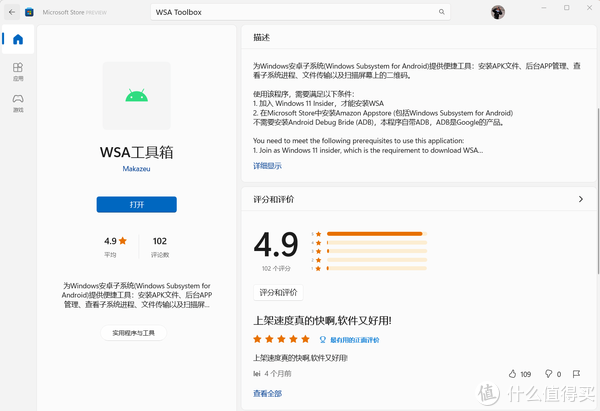 Microsoft Store PREVIEW
WSA Toolbox
应用
游戏
WSA工具箱
Makazeu
打开
4.9★
平均
102
评论数
为Windows安卓子系统(Windows Subsystem for
Android)提供便捷工具：安装APK文件、后台APP
管理、查看子系统进程、文件传输以及扫描屏...
实用程序与工具
描述
为Windows安卓子系统(Windows Subsystem for Android)提供便捷工具：安装APK文件、后台APP管理、查
看子系统进程、文件传输以及扫描屏幕上的二维码。
使用该程序，需要满足以下条件：
1. 加入 Windows 11 Insider，才能安装WSA
2. 在Microsoft Store中安装Amazon Appstore (包括Windows Subsystem for Android)
不需要安装Android Debug Bride (ADB)，本程序自带ADB，ADB是Google的产品。
You need to meet the following prerequisites to use this application:
1. Join as Windows 11 insider, which is the requirement to download WSA...
详细显示
评分和评价
4.9
102 个评分
5★
4★
3★
2★
1★
评分和评价
上架速度真的快啊,软件又好用!
★★★★★ 最有用的正面评价
上架速度真的快啊,软件又好用!
lei 4 个月前
109
0
查看全部
值 什么值得买